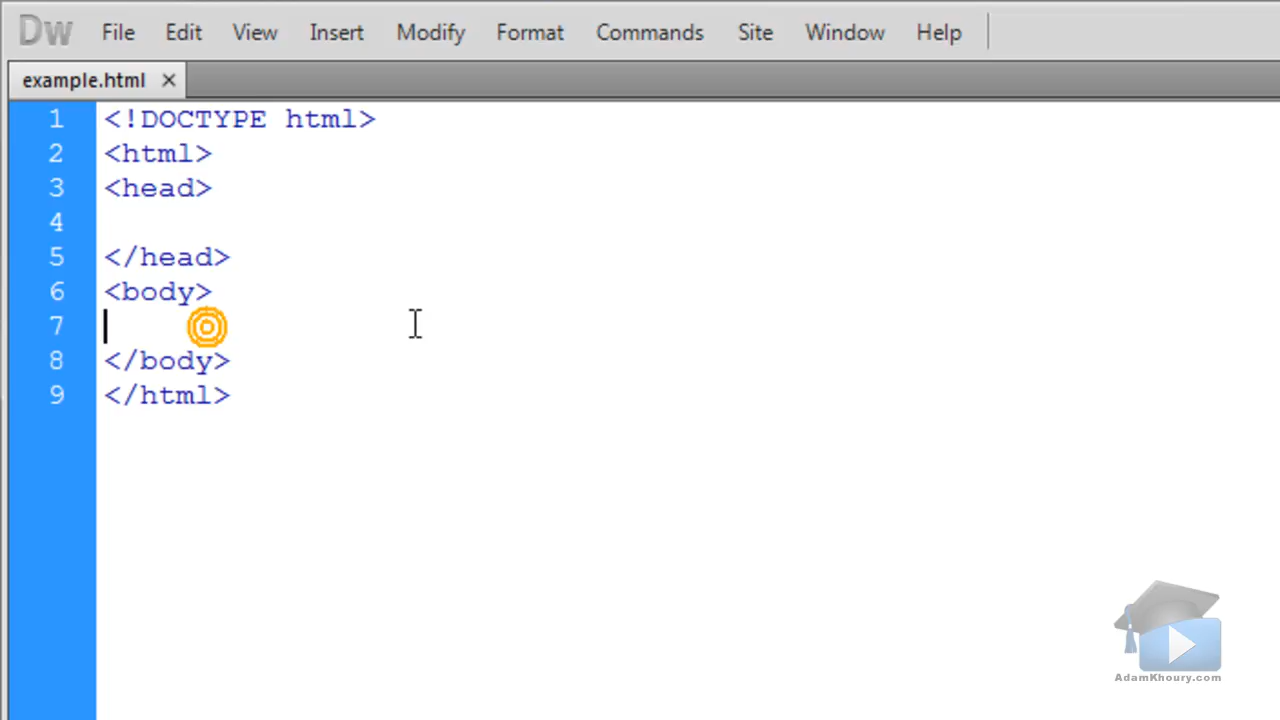 Dw File Edit View Insert Modify Format Commands Site Window Help
example.html ×
1 <!DOCTYPE html>
2 <html>
3 <head>
4
5 </head>
6 <body>
7
8 </body>
9 </html>
AdamKhoury.com